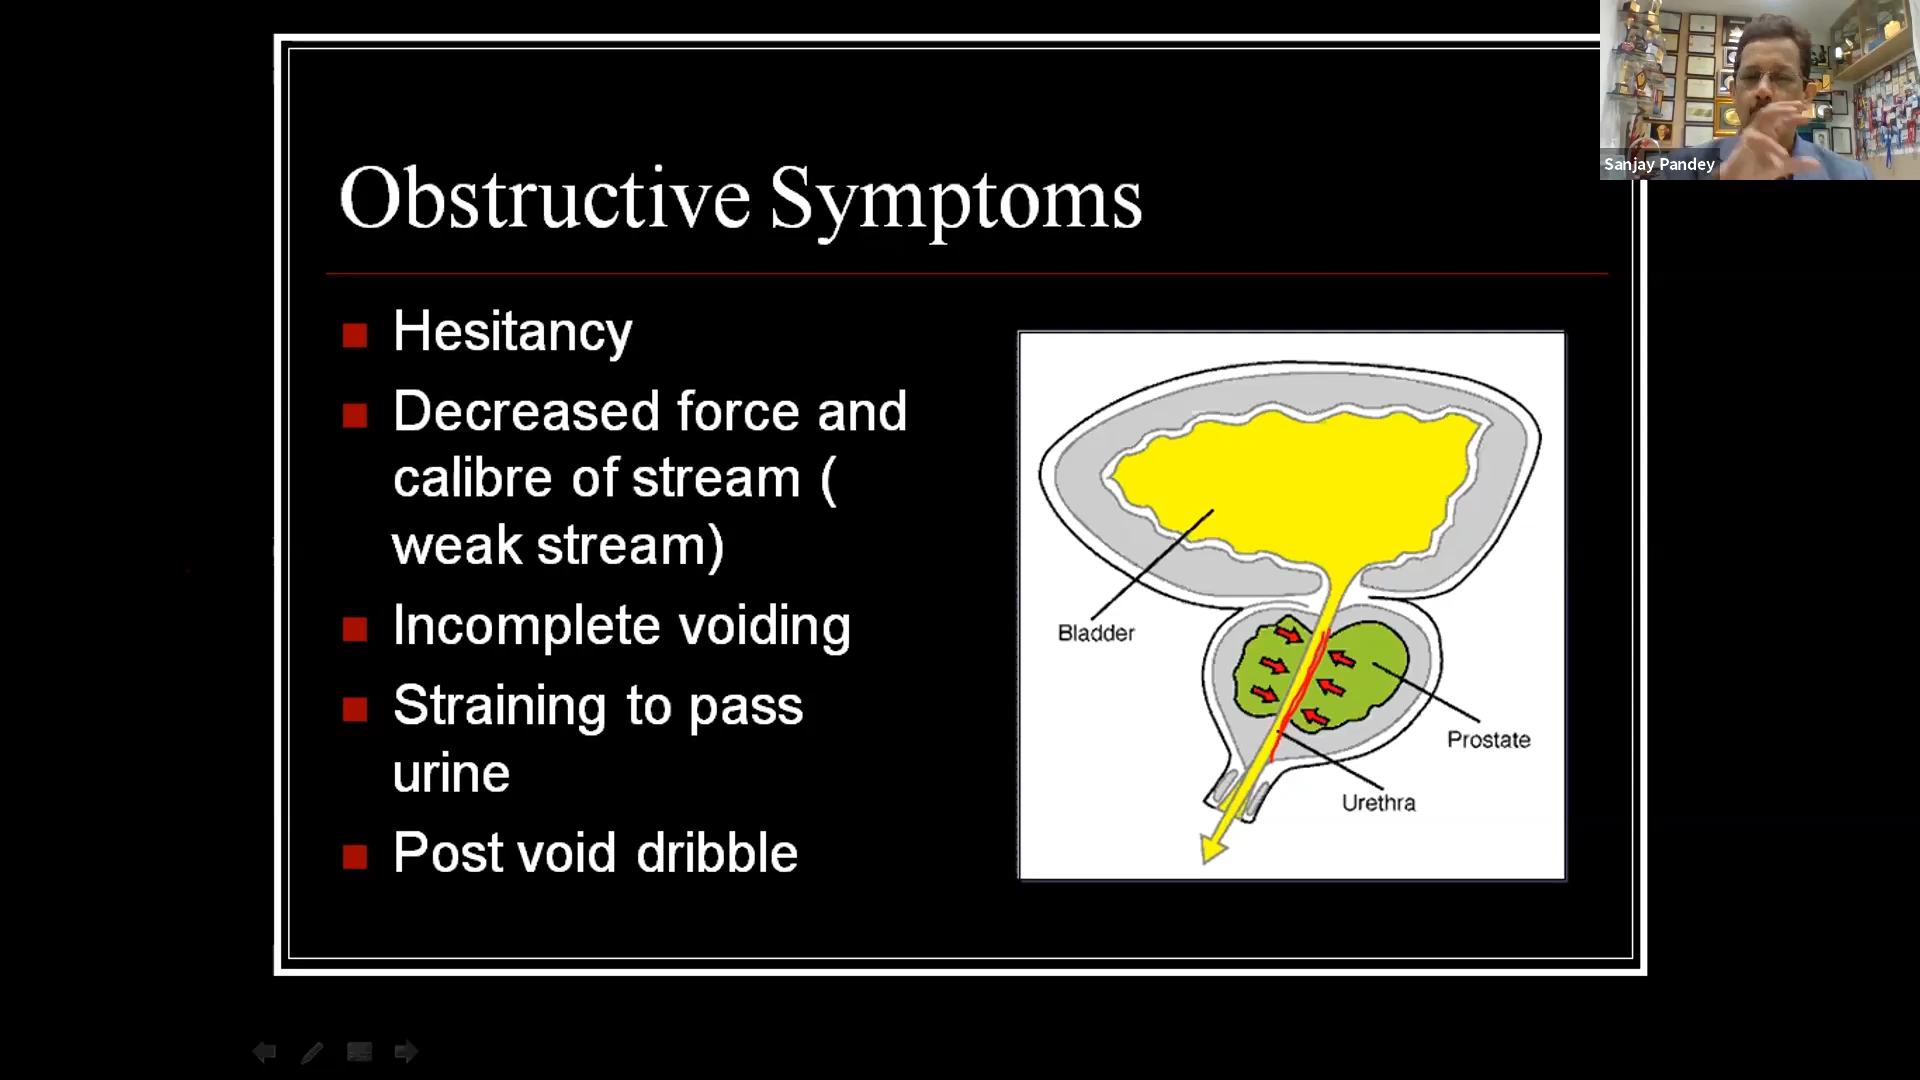 Sanjay Pandey
Obstructive Symptoms
Hesitancy
Decreased force and
calibre of stream (
weak stream)
Incomplete voiding
Straining to pass
urine
Post void dribble
Bladder
Prostate
Urethra